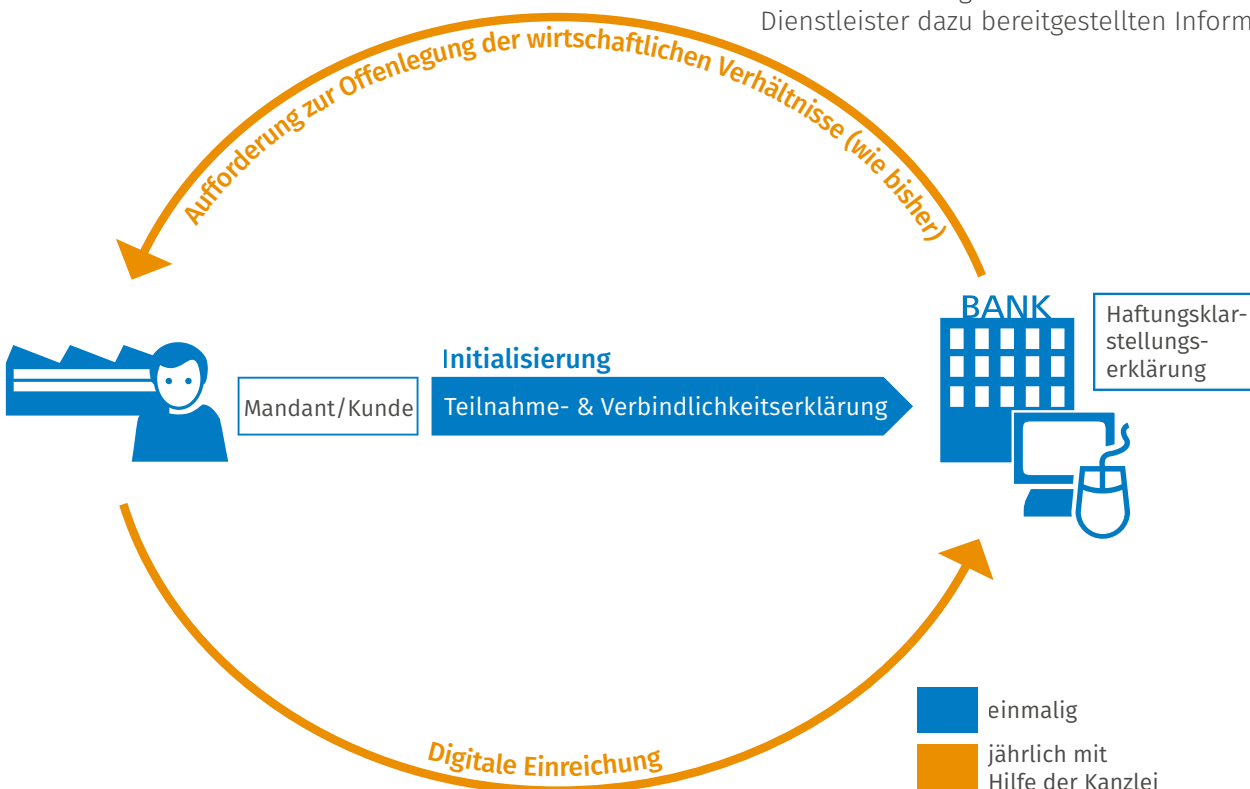 Dienstleister dazu bereitgestellten Inform
Aufforderung zur Offenlegung der wirtschaftlichen Verhältnisse (wie bisher)
BANK
Haftungsklar-
stellungs-
erklärung
Initialisierung
Mandant/Kunde
Teilnahme- & Verbindlichkeitserklärung
Digitale Einreichung
einmalig
jährlich mit
Hilfe der Kanzlei